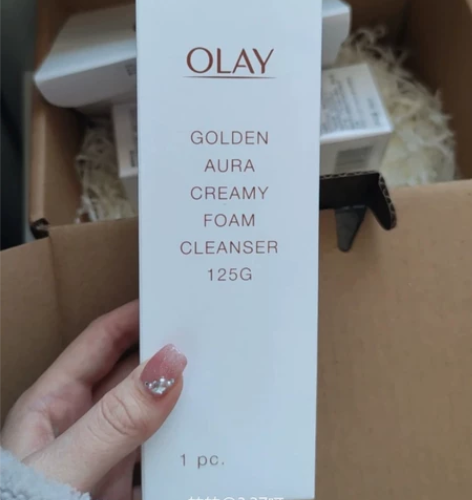 OLAY
GOLDEN
AURA
CREAMY
FOAM
CLEANSER
125G
1 pc.